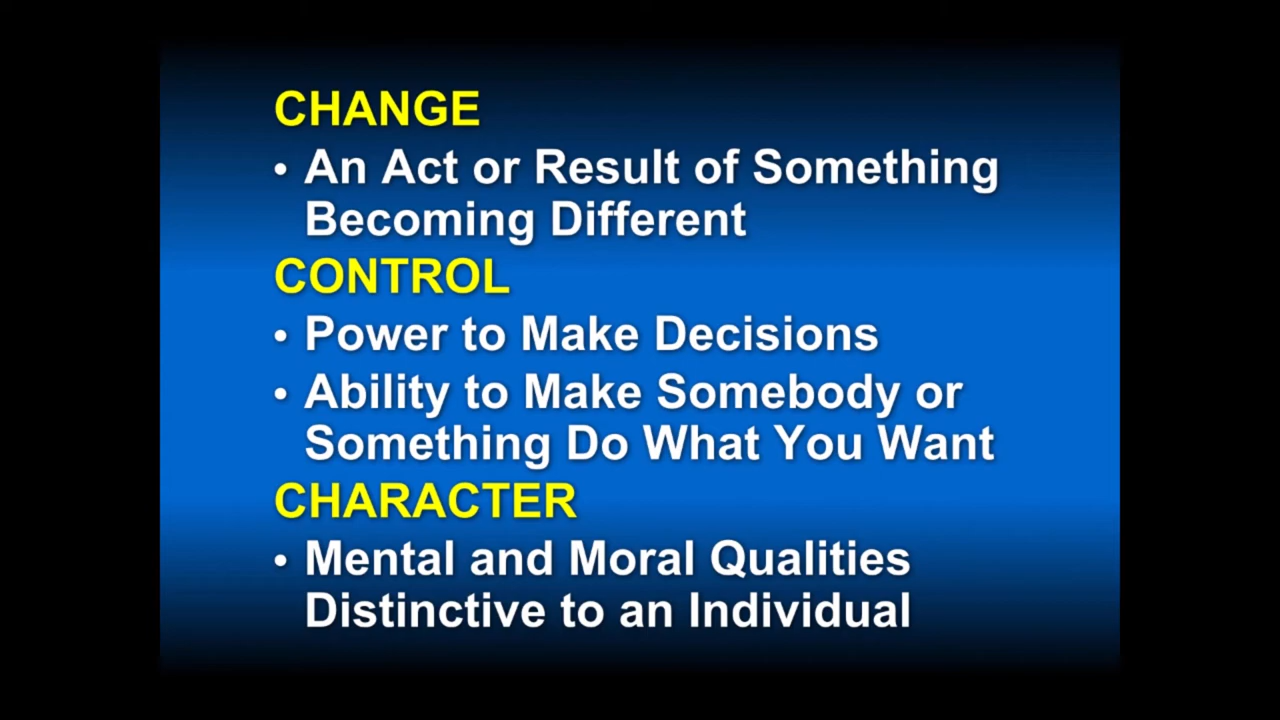 CHANGE
• An Act or Result of Something
Becoming Different
CONTROL
• Power to Make Decisions
• Ability to Make Somebody or
Something Do What You Want
CHARACTER
• Mental and Moral Qualities
Distinctive to an Individual